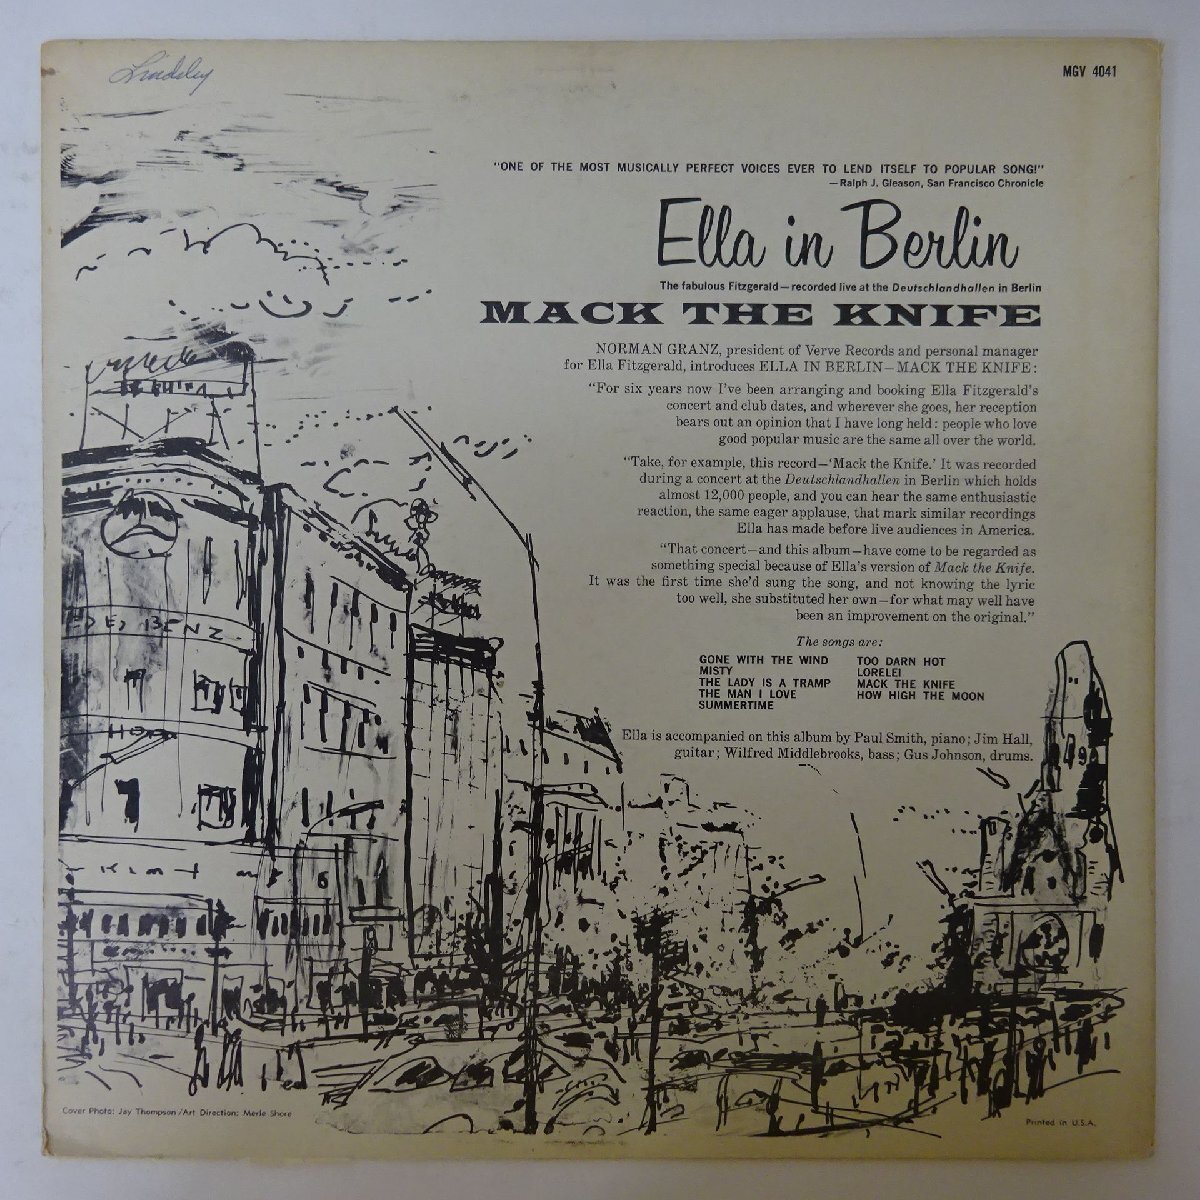 Lindsley
MGV 4041
"ONE OF THE MOST MUSICALLY PERFECT VOICES EVER TO LEND ITSELF TO POPULAR SONG!"
—Ralph J. Gleason, San Francisco Chronicle
Ella in Berlin
The fabulous Fitzgerald—recorded live at the Deutschlandhallen in Berlin
MACK THE KNIFE
NORMAN GRANZ, president of Verve Records and personal manager
for Ella Fitzgerald, introduces ELLA IN BERLIN—MACK THE KNIFE:
"For six years now I've been arranging and booking Ella Fitzgerald's
concert and club dates, and wherever she goes, her reception
bears out an opinion that I have long held: people who love
good popular music are the same all over the world.
"Take, for example, this record—'Mack the Knife.' It was recorded
during a concert at the Deutschlandhallen in Berlin which holds
almost 12,000 people, and you can hear the same enthusiastic
reaction, the same eager applause, that mark similar recordings
Ella has made before live audiences in America.
"That concert—and this album—have come to be regarded as
something special because of Ella's version of Mack the Knife.
It was the first time she'd sung the song, and not knowing the lyric
too well, she substituted her own—for what may well have
been an improvement on the original."
The songs are:
GONE WITH THE WIND
MISTY
THE LADY IS A TRAMP
THE MAN I LOVE
SUMMERTIME
TOO DARN HOT
LORELEI
MACK THE KNIFE
HOW HIGH THE MOON
Ella is accompanied on this album by Paul Smith, piano; Jim Hall,
guitar; Wilfred Middlebrooks, bass; Gus Johnson, drums.
BENZ
6
Cover Photo: Jay Thompson/Art Direction: Merle Shore
Printed in U.S.A.